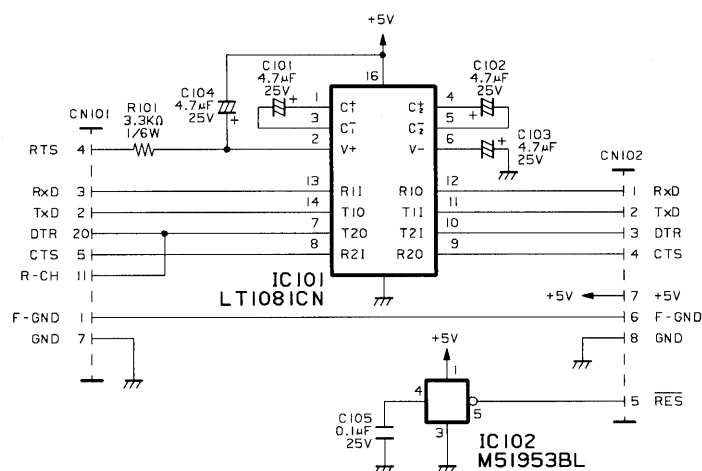 +5V
C101
4.7µF
25V
C102
4.7µF
25V
C104
4.7µF
25V
+
+
+
+
16
1
3
2
C1+
C1−
V+
C2+
C2−
V−
4
5
6
C103
4.7µF
25V
CN101
R101
3.3KΩ
1/6W
CN102
RTS 4
RxD 3
TxD 2
DTR 20
CTS 5
R-CH 11
F-GND 1
GND 7
13
14
7
8
R1I
T1O
T2O
R2I
R1O
T1I
T2I
R2O
12
11
10
9
IC101
LT1081CN
1 RxD
2 TxD
3 DTR
4 CTS
+5V
7 +5V
6 F-GND
8 GND
5 RES
+5V
1
4
5
3
C105
0.1µF
25V
IC102
M51953BL